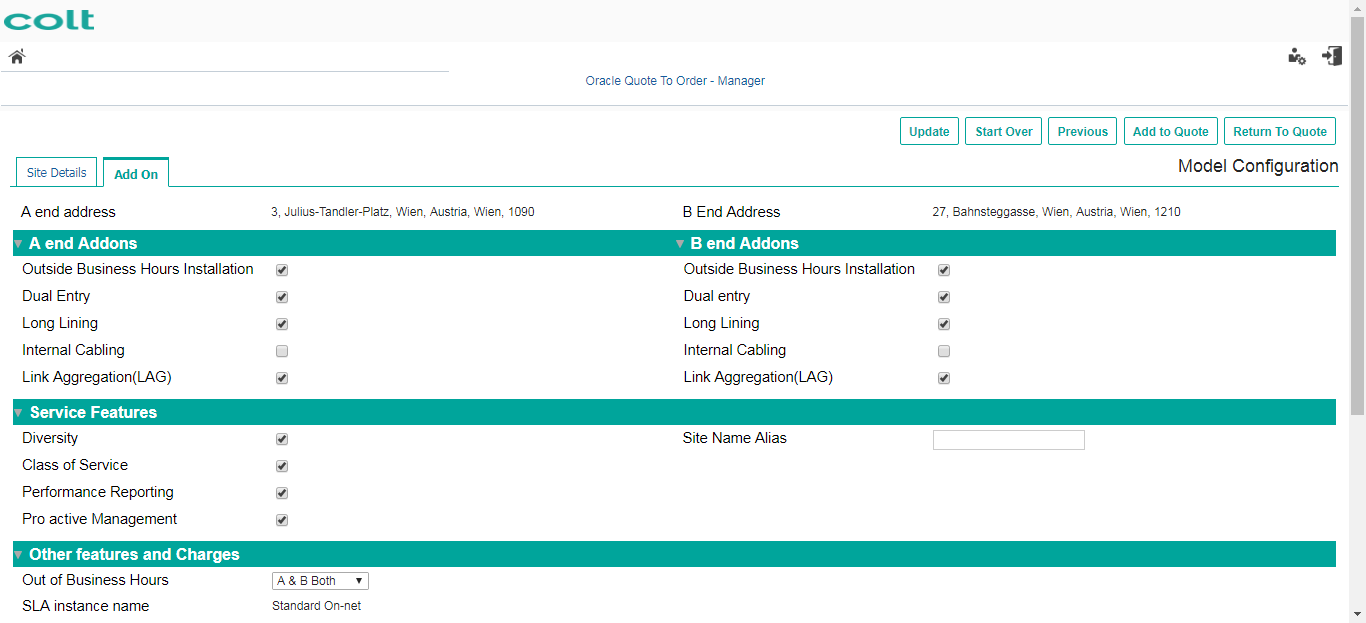 colt
Oracle Quote To Order - Manager
Update Start Over Previous Add to Quote Return To Quote
Site Details Add On Model Configuration
A end address 3, Julius-Tandler-Platz, Wien, Austria, Wien, 1090 B End Address 27, Bahnsteggasse, Wien, Austria, Wien, 1210
A end Addons B end Addons
Outside Business Hours Installation Outside Business Hours Installation
Dual Entry Dual entry
Long Lining Long Lining
Internal Cabling Internal Cabling
Link Aggregation(LAG) Link Aggregation(LAG)
Service Features
Diversity Site Name Alias
Class of Service
Performance Reporting
Pro active Management
Other features and Charges
Out of Business Hours A & B Both
SLA instance name Standard On-net